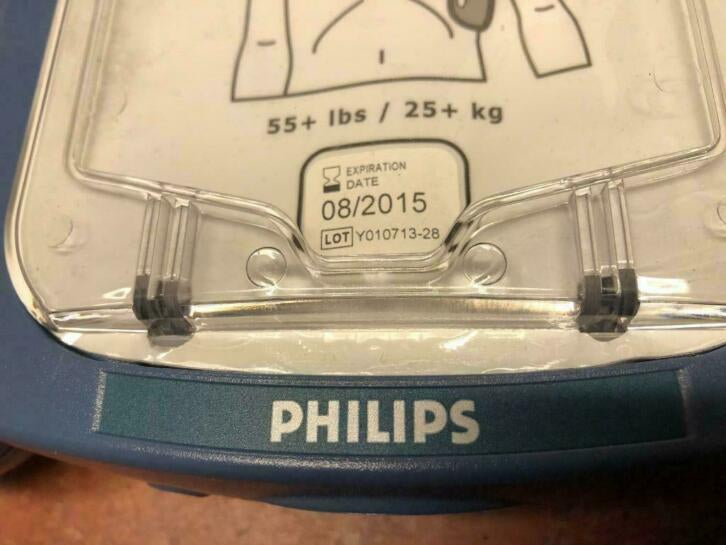 55+ lbs / 25+ kg
EXPIRATION
DATE
08/2015
LOT Y010713-28
PHILIPS